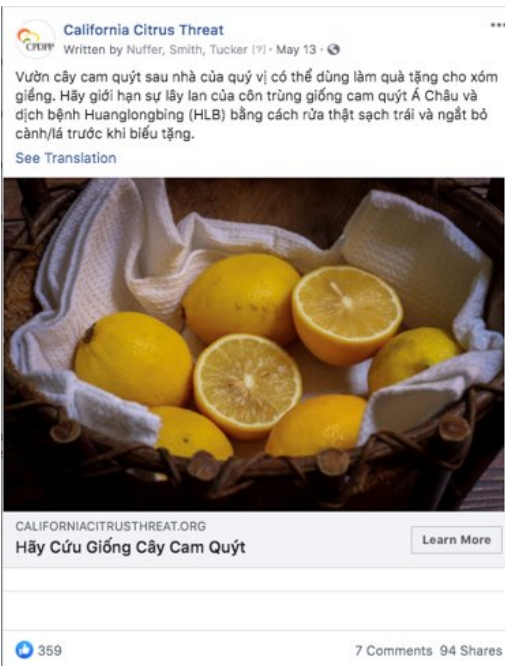 California Citrus Threat
CPDPP
Written by Nuffer, Smith, Tucker [?] · May 13 ·
Vườn cây cam quýt sau nhà của quý vị có thể dùng làm quà tặng cho xóm
giềng. Hãy giới hạn sự lây lan của côn trùng giống cam quýt Á Châu và
dịch bệnh Huanglongbing (HLB) bằng cách rửa thật sạch trái và ngắt bỏ
cành/lá trước khi biếu tặng.
See Translation
CALIFORNIACITRUSTHREAT.ORG
Hãy Cứu Giống Cây Cam Quýt
Learn More
359
7 Comments 94 Shares